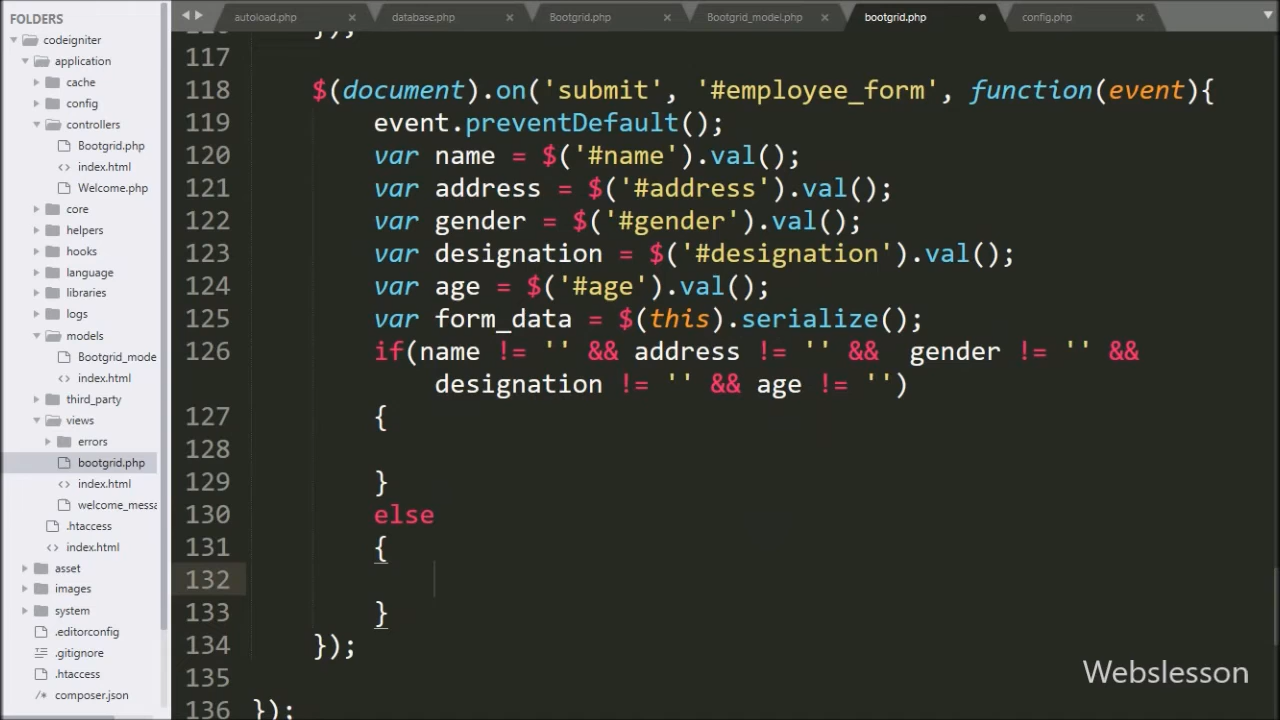 FOLDERS
codeigniter
application
cache
config
controllers
Bootgrid.php
index.html
Welcome.php
core
helpers
hooks
language
libraries
logs
models
Bootgrid_mode
index.html
third_party
views
errors
bootgrid.php
index.html
welcome_messa
.htaccess
index.html
asset
images
system
.editorconfig
.gitignore
.htaccess
composer.json
autoload.php
database.php
Bootgrid.php
Bootgrid_model.php
bootgrid.php
config.php
117
118 $(document).on('submit', '#employee_form', function(event){
119 event.preventDefault();
120 var name = $('#name').val();
121 var address = $('#address').val();
122 var gender = $('#gender').val();
123 var designation = $('#designation').val();
124 var age = $('#age').val();
125 var form_data = $(this).serialize();
126 if(name != '' && address != '' &&  gender != '' &&
designation != '' && age != '')
127 {
128
129 }
130 else
131 {
132
133 }
134 });
135
136 });
Webslesson